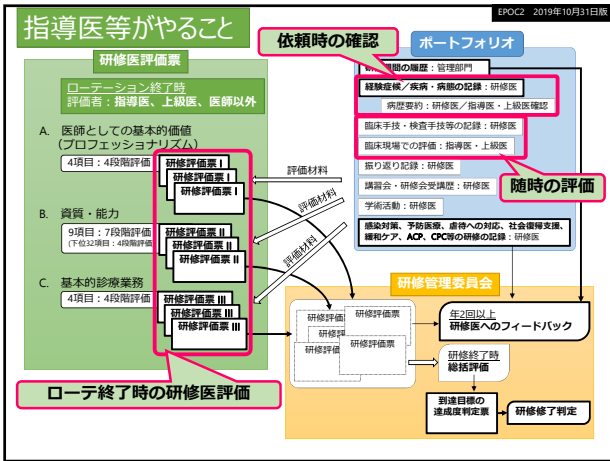 EPOC2　2019年10月31日版
指導医等がやること
依頼時の確認
研修医評価票
ローテーション終了時
評価者：指導医、上級医、医師以外
A. 医師としての基本的価値
（プロフェッショナリズム）
4項目：4段階評価
研修医評価票 I
研修医評価票 I
研修医評価票 I
B. 資質・能力
9項目：7段階評価
（下位32項目：4段階評価）
研修医評価票 II
研修医評価票 II
研修医評価票 II
C. 基本的診療業務
4項目：4段階評価
研修医評価票 III
研修医評価票 III
研修医評価票 III
ローテ終了時の研修医評価
評価材料
評価材料
評価材料
ポートフォリオ
間の履歴：管理部門
経験症候／疾病・病態の記録：研修医
病歴要約：研修医／指導医・上級医確認
臨床手技・検査手技等の記録：研修医
臨床現場での評価：指導医・上級医
振り返り記録：研修医
講習会・研修会受講歴：研修医
学術活動：研修医
随時の評価
感染対策、予防医療、虐待への対応、社会復帰支援、
緩和ケア、ACP、CPC等の研修の記録：研修医
研修管理委員会
研修医評価
研修医評価票
研修医評価票
研修医評価票
年2回以上
研修医へのフィードバック
研修終了時
総括評価
到達目標の
達成度判定票
研修修了判定